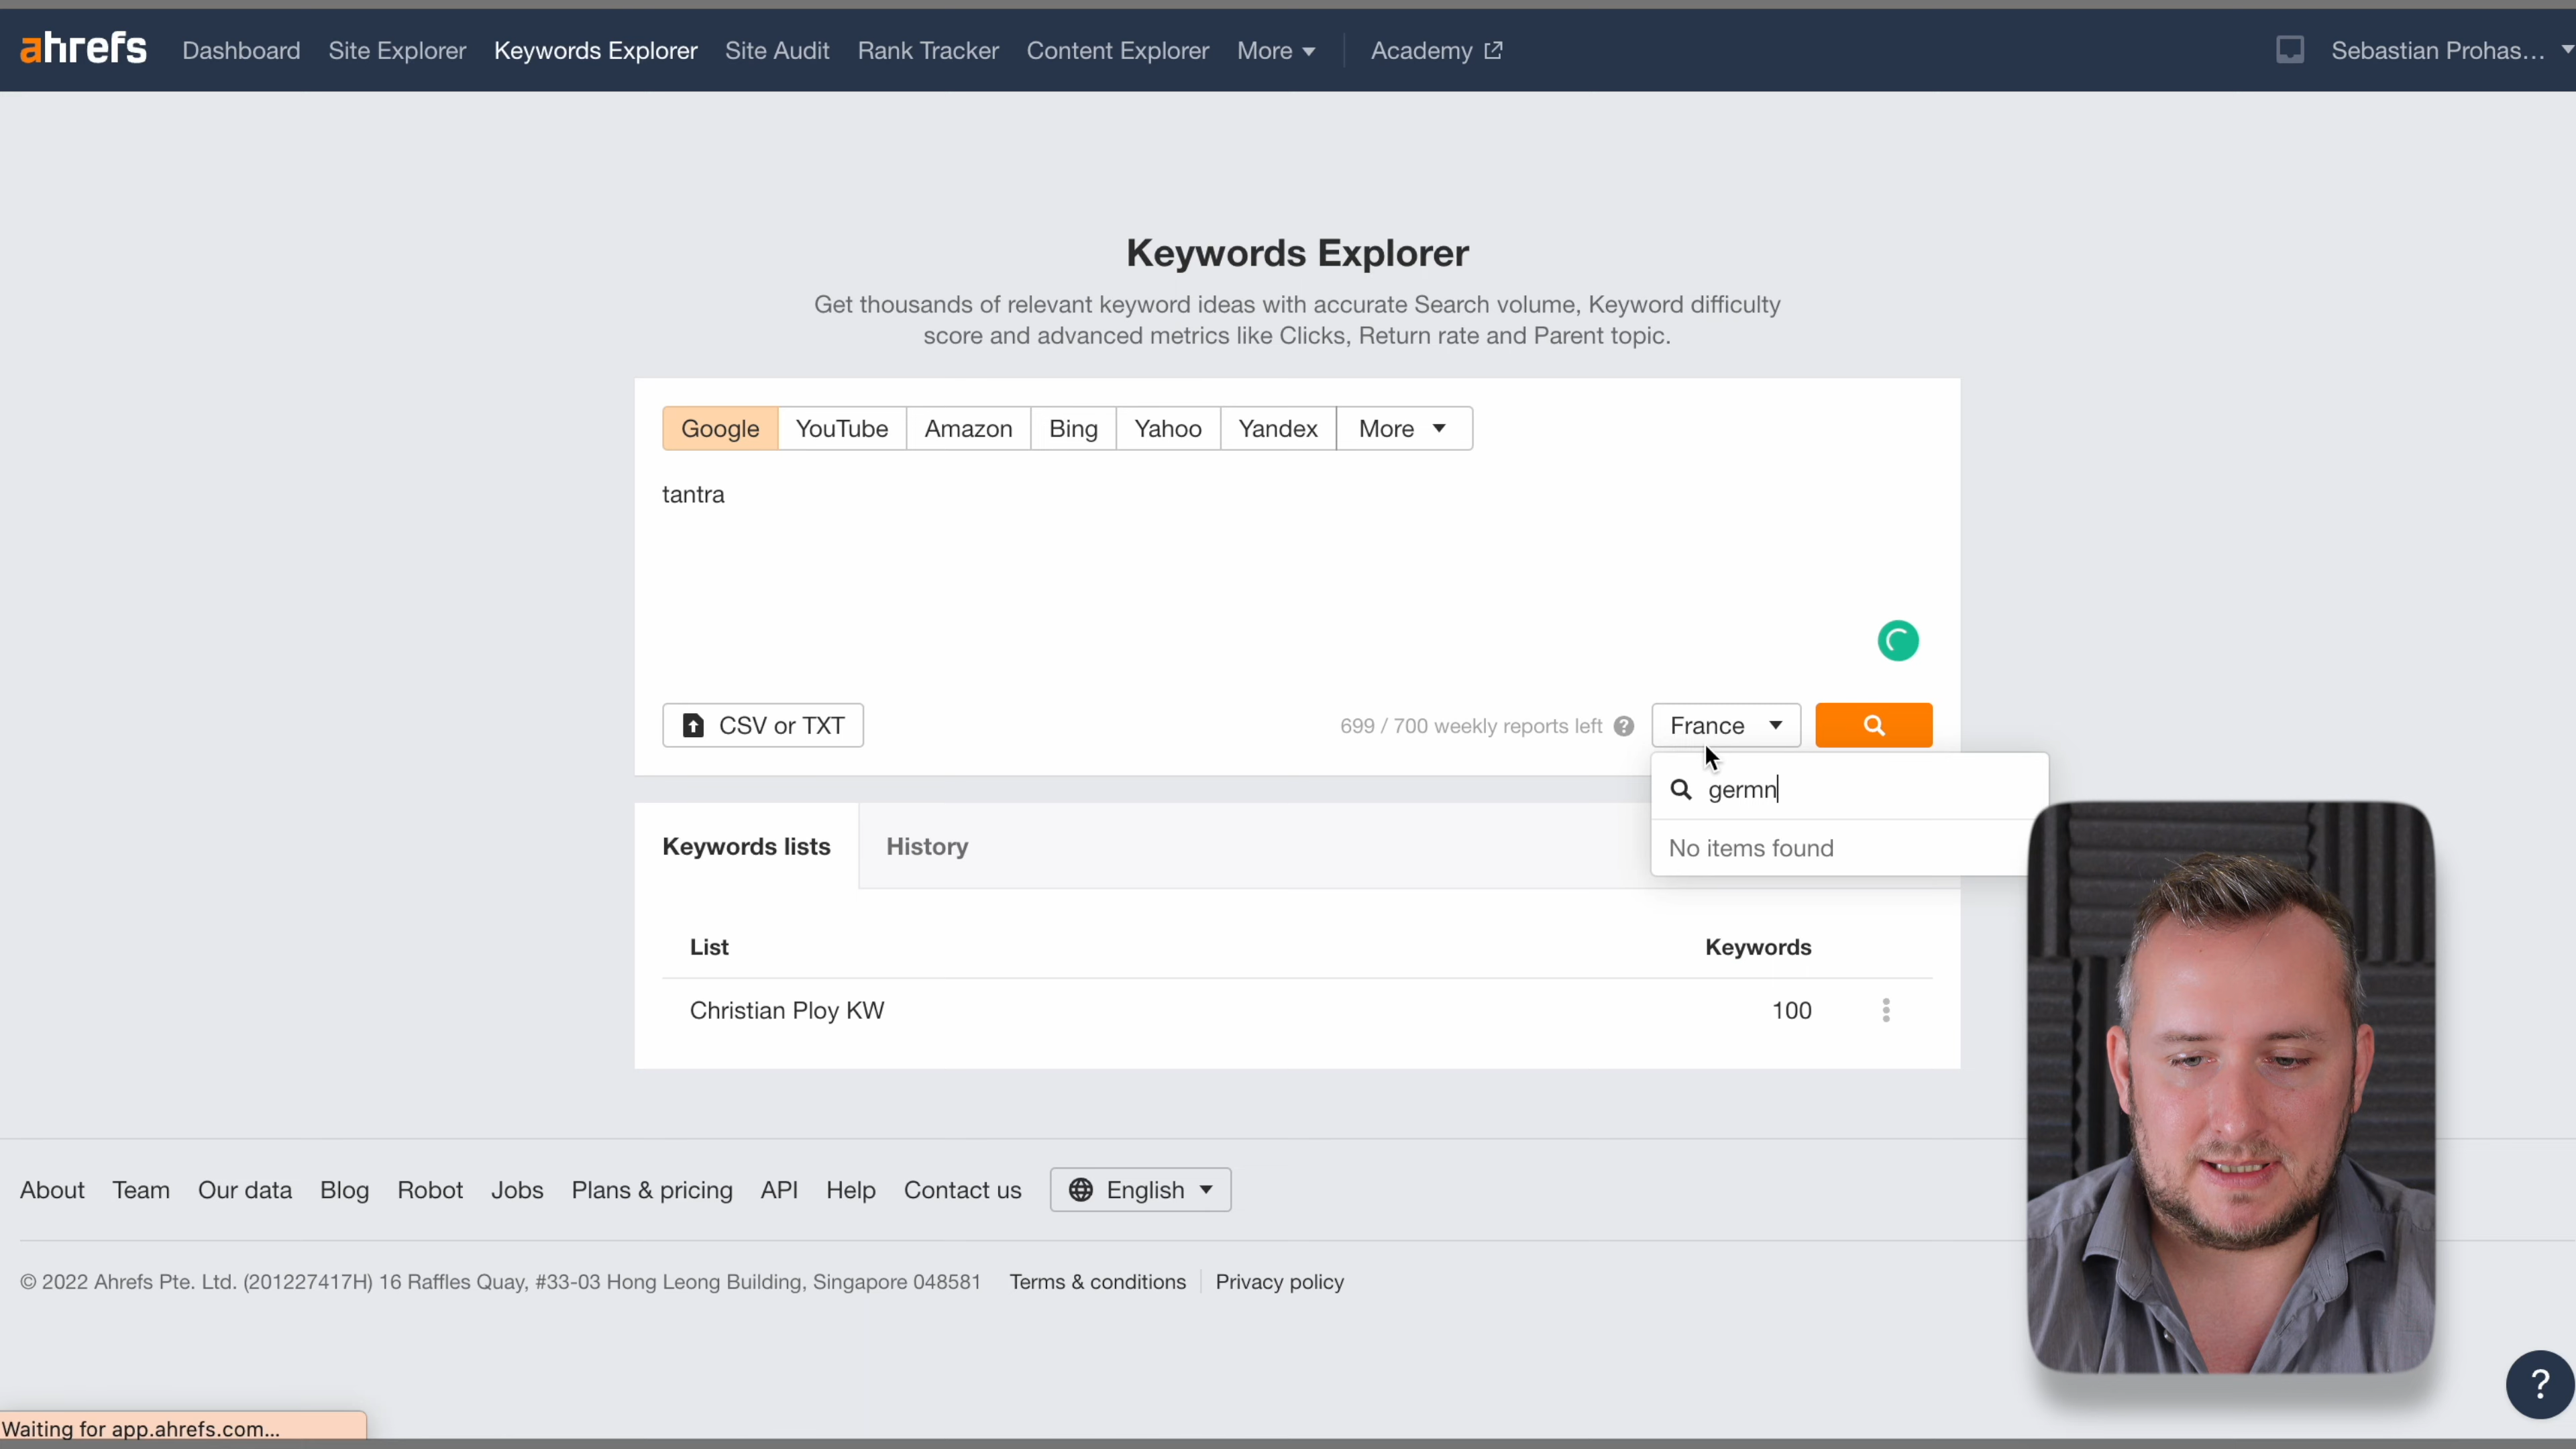 ahrefs Dashboard Site Explorer Keywords Explorer Site Audit Rank Tracker Content Explorer More Academy Sebastian Prohas...
Keywords Explorer
Get thousands of relevant keyword ideas with accurate Search volume, Keyword difficulty
score and advanced metrics like Clicks, Return rate and Parent topic.
Google YouTube Amazon Bing Yahoo Yandex More
tantra
CSV or TXT 699 / 700 weekly reports left ? France
germn
No items found
Keywords lists History
List Keywords
Christian Ploy KW 100
About Team Our data Blog Robot Jobs Plans & pricing API Help Contact us English
© 2022 Ahrefs Pte. Ltd. (201227417H) 16 Raffles Quay, #33-03 Hong Leong Building, Singapore 048581 Terms & conditions Privacy policy
?
Waiting for app.ahrefs.com...